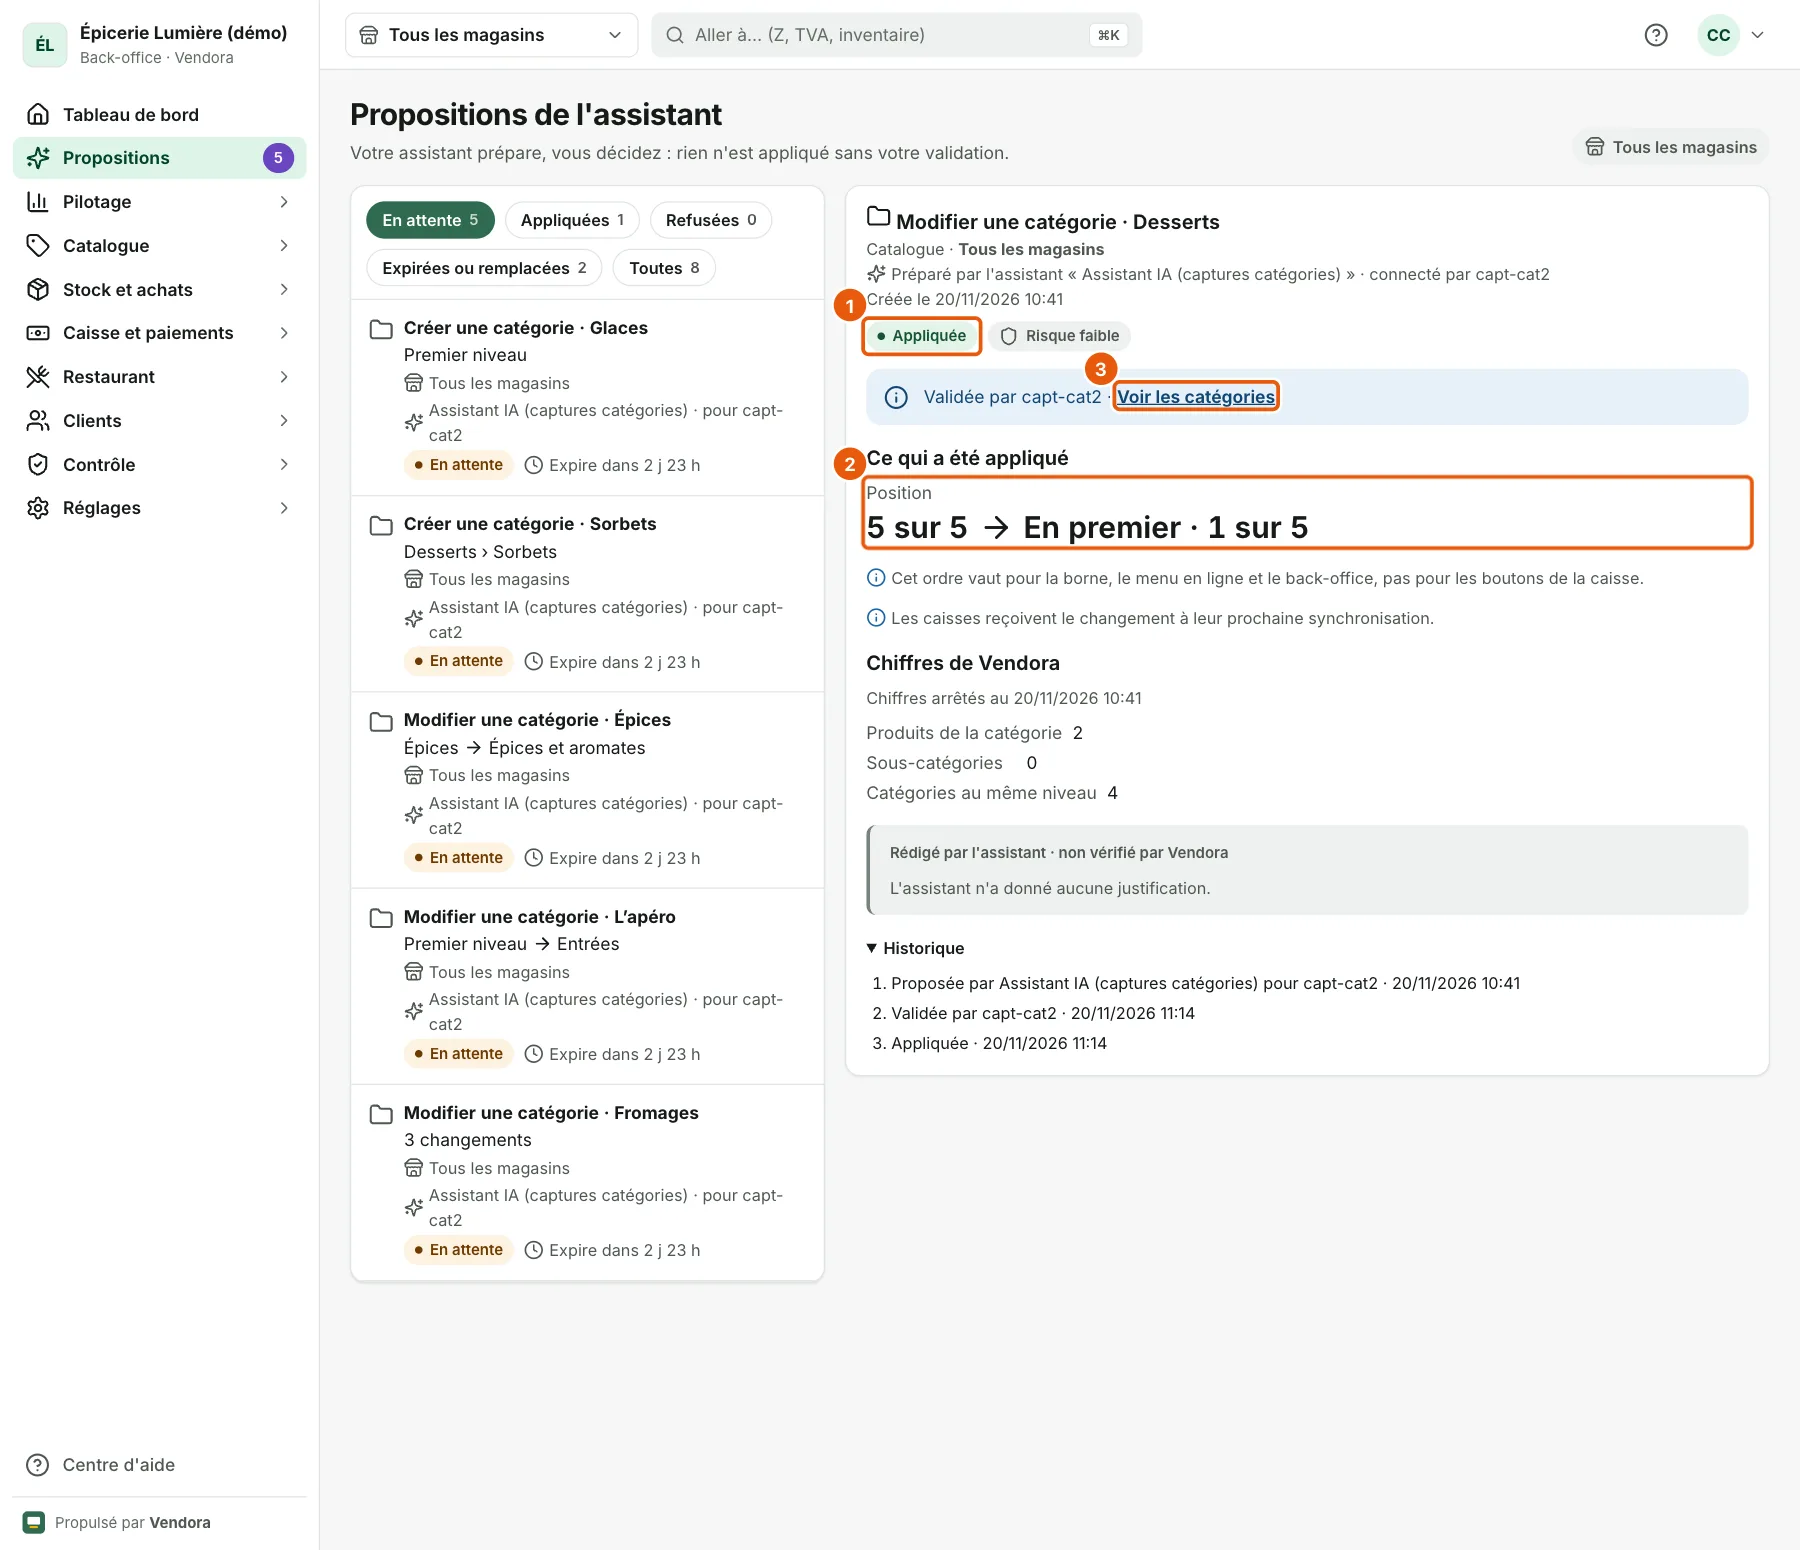 ÉL
Épicerie Lumière (démo)
Back-office · Vendora
Tous les magasins
Aller à... (Z, TVA, inventaire)
⌘K
CC
Tableau de bord
Propositions
5
Pilotage
Catalogue
Stock et achats
Caisse et paiements
Restaurant
Clients
Contrôle
Réglages
Centre d'aide
Propulsé par Vendora
Propositions de l'assistant
Votre assistant prépare, vous décidez : rien n'est appliqué sans votre validation.
Tous les magasins
En attente 5
Appliquées 1
Refusées 0
Expirées ou remplacées 2
Toutes 8
Créer une catégorie · Glaces
Premier niveau
Tous les magasins
Assistant IA (captures catégories) · pour capt-
cat2
En attente
Expire dans 2 j 23 h
Créer une catégorie · Sorbets
Desserts › Sorbets
Tous les magasins
Assistant IA (captures catégories) · pour capt-
cat2
En attente
Expire dans 2 j 23 h
Modifier une catégorie · Épices
Épices → Épices et aromates
Tous les magasins
Assistant IA (captures catégories) · pour capt-
cat2
En attente
Expire dans 2 j 23 h
Modifier une catégorie · L’apéro
Premier niveau → Entrées
Tous les magasins
Assistant IA (captures catégories) · pour capt-
cat2
En attente
Expire dans 2 j 23 h
Modifier une catégorie · Fromages
3 changements
Tous les magasins
Assistant IA (captures catégories) · pour capt-
cat2
En attente
Expire dans 2 j 23 h
Modifier une catégorie · Desserts
Catalogue · Tous les magasins
Préparé par l'assistant « Assistant IA (captures catégories) » · connecté par capt-cat2
Créée le 20/11/2026 10:41
1
Appliquée
Risque faible
3
Validée par capt-cat2 · Voir les catégories
2
Ce qui a été appliqué
Position
5 sur 5 → En premier · 1 sur 5
Cet ordre vaut pour la borne, le menu en ligne et le back-office, pas pour les boutons de la caisse.
Les caisses reçoivent le changement à leur prochaine synchronisation.
Chiffres de Vendora
Chiffres arrêtés au 20/11/2026 10:41
Produits de la catégorie 2
Sous-catégories 0
Catégories au même niveau 4
Rédigé par l'assistant · non vérifié par Vendora
L'assistant n'a donné aucune justification.
▼ Historique
1. Proposée par Assistant IA (captures catégories) pour capt-cat2 · 20/11/2026 10:41
2. Validée par capt-cat2 · 20/11/2026 11:14
3. Appliquée · 20/11/2026 11:14